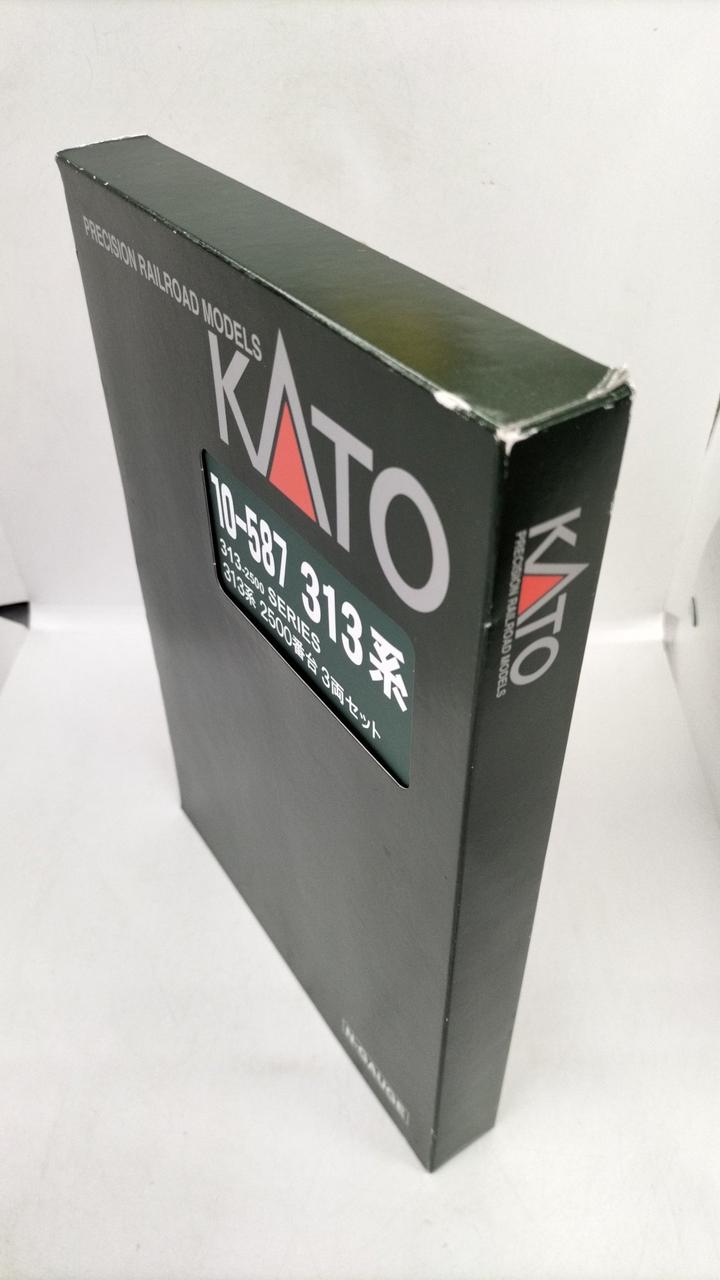 PRECISION RAILROAD MODELS
KATO
10-587 313系
313-2500 SERIES
313系 2500番台 3両セット
N-GAUGE
KATO
PRECISION RAILROAD MODELS